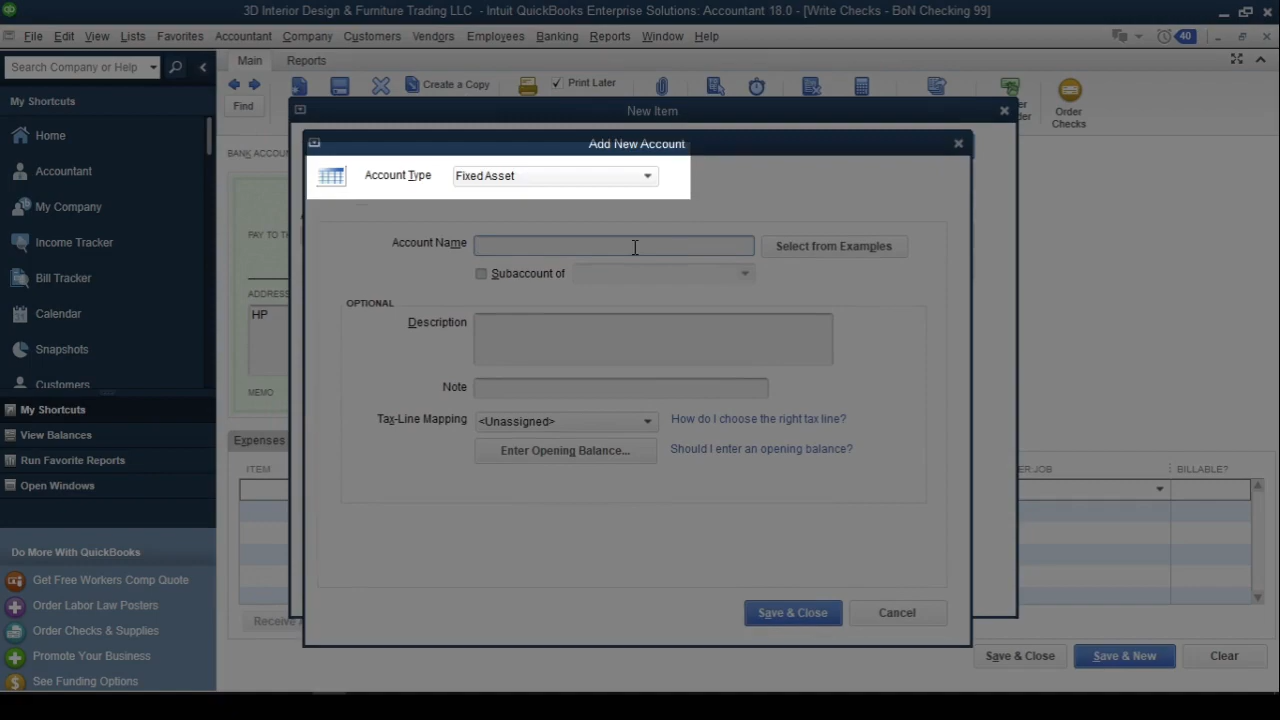 3D Interior Design & Furniture Trading LLC - Intuit QuickBooks Enterprise Solutions: Accountant 18.0 - [Write Checks - BoN Checking 99]
File Edit View Lists Favorites Accountant Company Customers Vendors Employees Banking Reports Window Help 40
Search Company or Help
Main Reports
My Shortcuts
Home
Accountant
My Company
Income Tracker
Bill Tracker
Calendar
Snapshots
Customers
My Shortcuts
View Balances
Run Favorite Reports
Open Windows
Do More With QuickBooks
Get Free Workers Comp Quote
Order Labor Law Posters
Order Checks & Supplies
Promote Your Business
See Funding Options
Find
Create a Copy
Print Later
Order
Checks
BANK ACCOUN
PAY TO TH
ADDRESS
HP
MEMO
Expenses
ITEM
ER:JOB
BILLABLE?
Receive A
New Item
Add New Account
Account Type Fixed Asset
Account Name
Select from Examples
Subaccount of
OPTIONAL
Description
Note
Tax-Line Mapping <Unassigned> How do I choose the right tax line?
Enter Opening Balance... Should I enter an opening balance?
Save & Close Cancel
Save & Close Save & New Clear